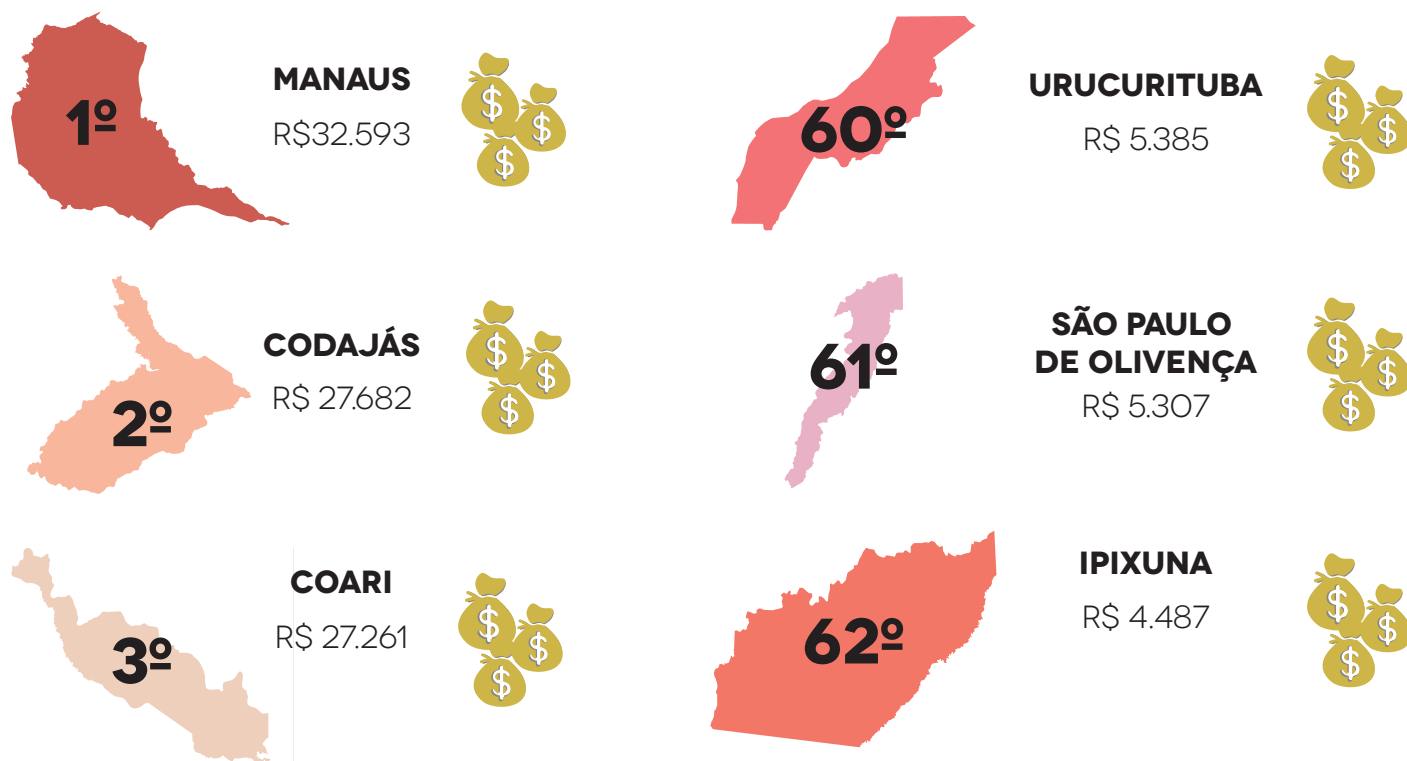 1º
MANAUS
R$32.593
$
$
$
2º
CODAJÁS
R$ 27.682
$
$
$
3º
COARI
R$ 27.261
$
$
$
60º
URUCURITUBA
R$ 5.385
$
$
$
61º
SÃO PAULO
DE OLIVENÇA
R$ 5.307
$
$
$
62º
IPIXUNA
R$ 4.487
$
$
$